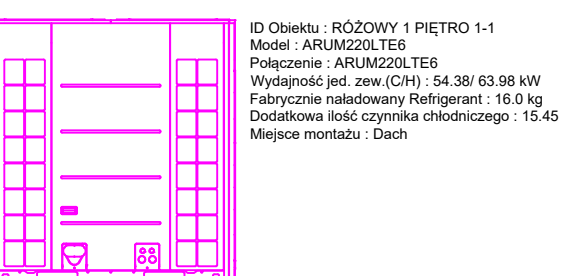 ID Obiektu : RÓŻOWY 1 PIĘTRO 1-1
Model : ARUM220LTE6
Połączenie : ARUM220LTE6
Wydajność jed. zew.(C/H) : 54.38/ 63.98 kW
Fabrycznie naładowany Refrigerant : 16.0 kg
Dodatkowa ilość czynnika chłodniczego : 15.45
Miejsce montażu : Dach